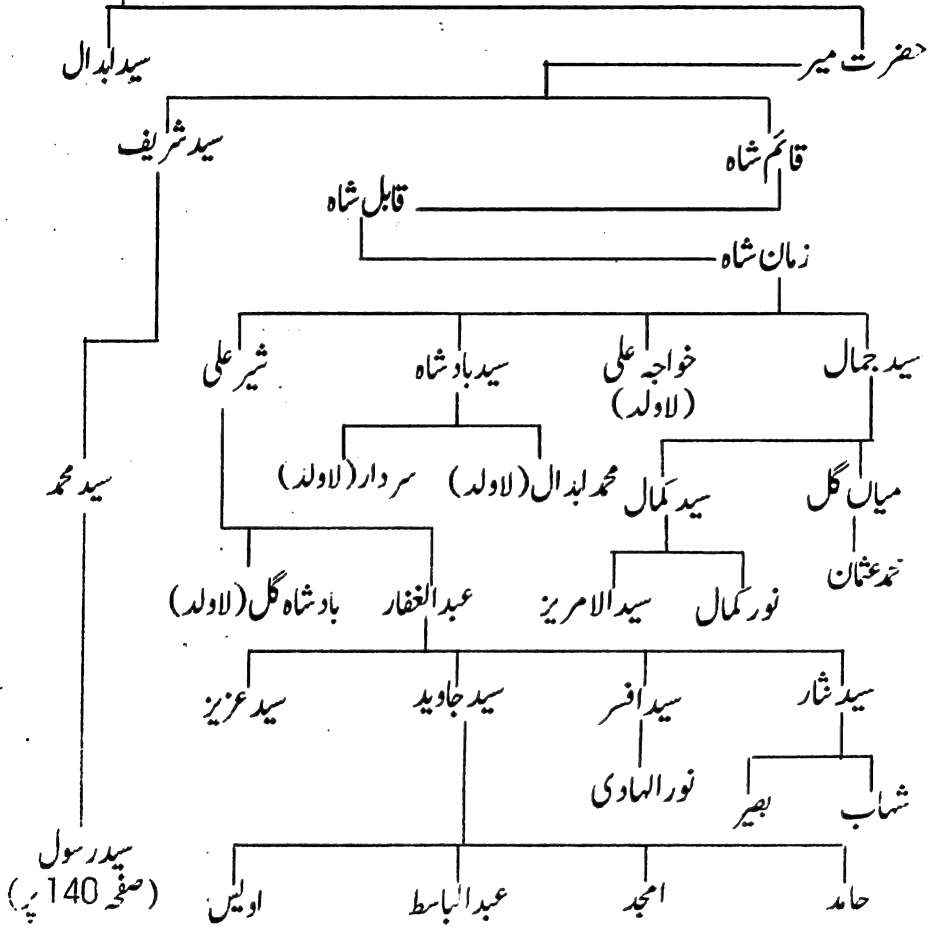 حضرت میر سید ابدال
قائم شاہ سید شریف
قابل شاہ
زمان شاہ
سید جمال خواجہ علی سید بادشاہ شیر علی
(لاولد)
میاں گل سید کمال محمد ابدال (لاولد) سردار (لاولد) سید محمد
محمد عثمان
نور کمال سید الامریز عبدالغفار بادشاہ گل (لاولد)
سید نثار سید افسر سید جاوید سید عزیز
شہاب بصیر نور الہادی
سید رسول
حامد امجد عبدالباسط اویس (صفحہ 140 پر)